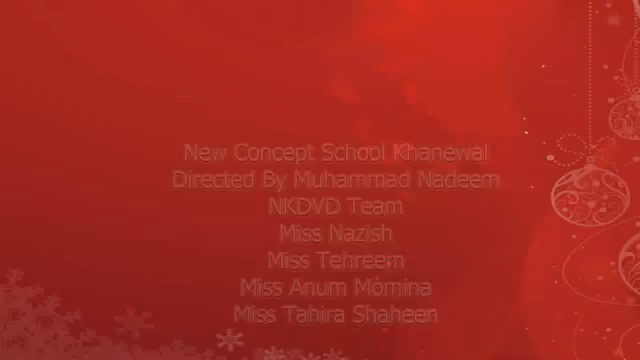 New Concept School Khanewal
Directed By Muhammad Nadeem
NKDVD Team
Miss Nazish
Miss Tehreem
Miss Anum Momina
Miss Tahira Shaheen